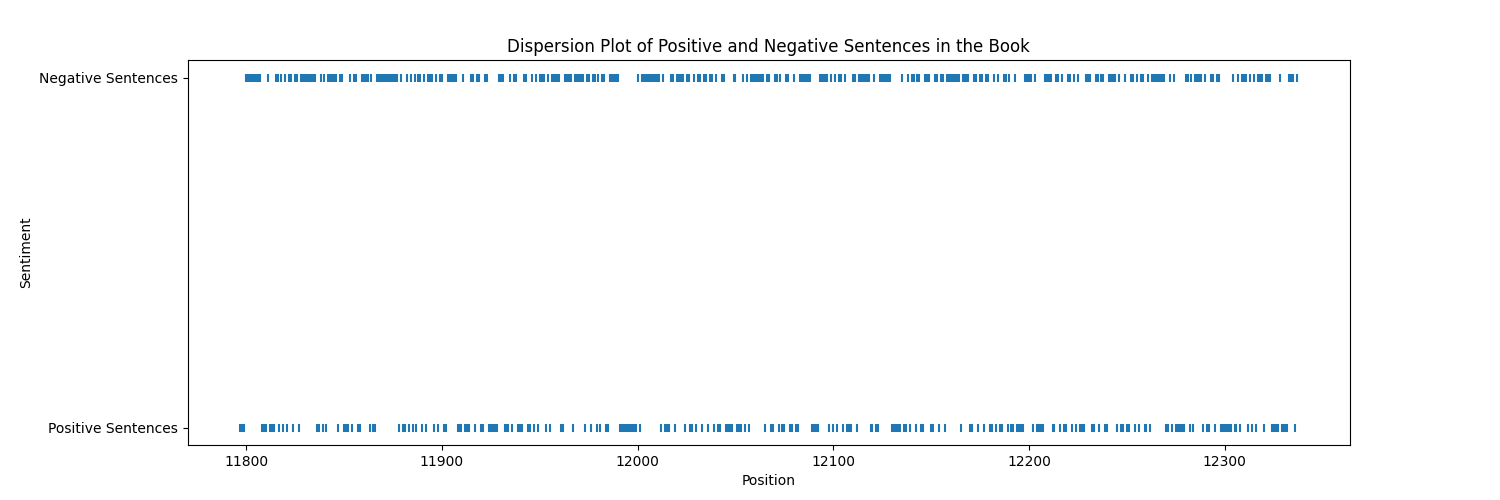 Dispersion Plot of Positive and Negative Sentences in the Book
Negative Sentences
Sentiment
Positive Sentences
11800 11900 12000 12100 12200 12300
Position